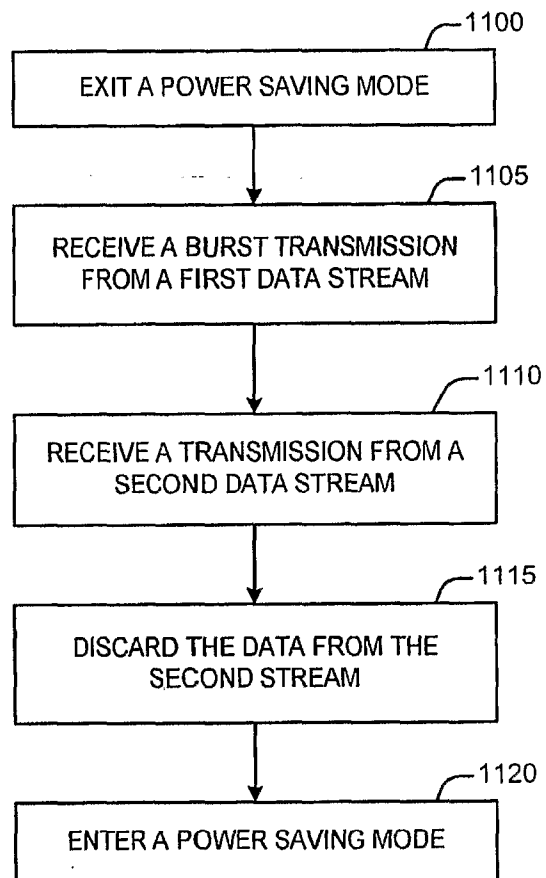 1100
EXIT A POWER SAVING MODE
1105
RECEIVE A BURST TRANSMISSION
FROM A FIRST DATA STREAM
1110
RECEIVE A TRANSMISSION FROM A
SECOND DATA STREAM
1115
DISCARD THE DATA FROM THE
SECOND STREAM
1120
ENTER A POWER SAVING MODE